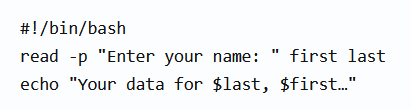 #!/bin/bash
read -p "Enter your name: " first last
echo "Your data for $last, $first…"